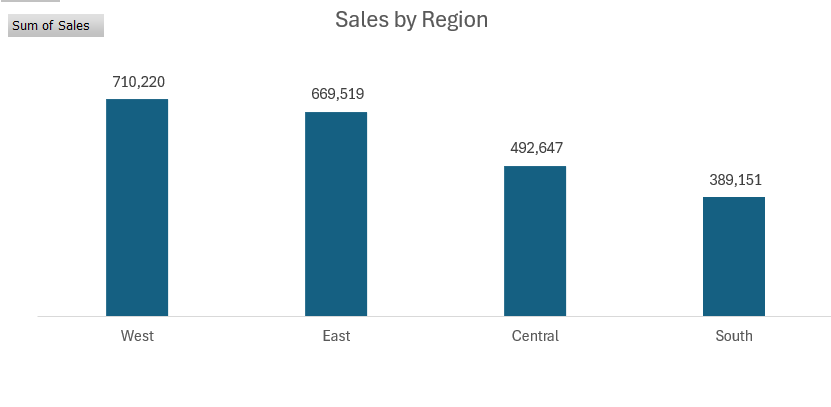 Sales by Region
Sum of Sales
710,220
669,519
492,647
389,151
West
East
Central
South